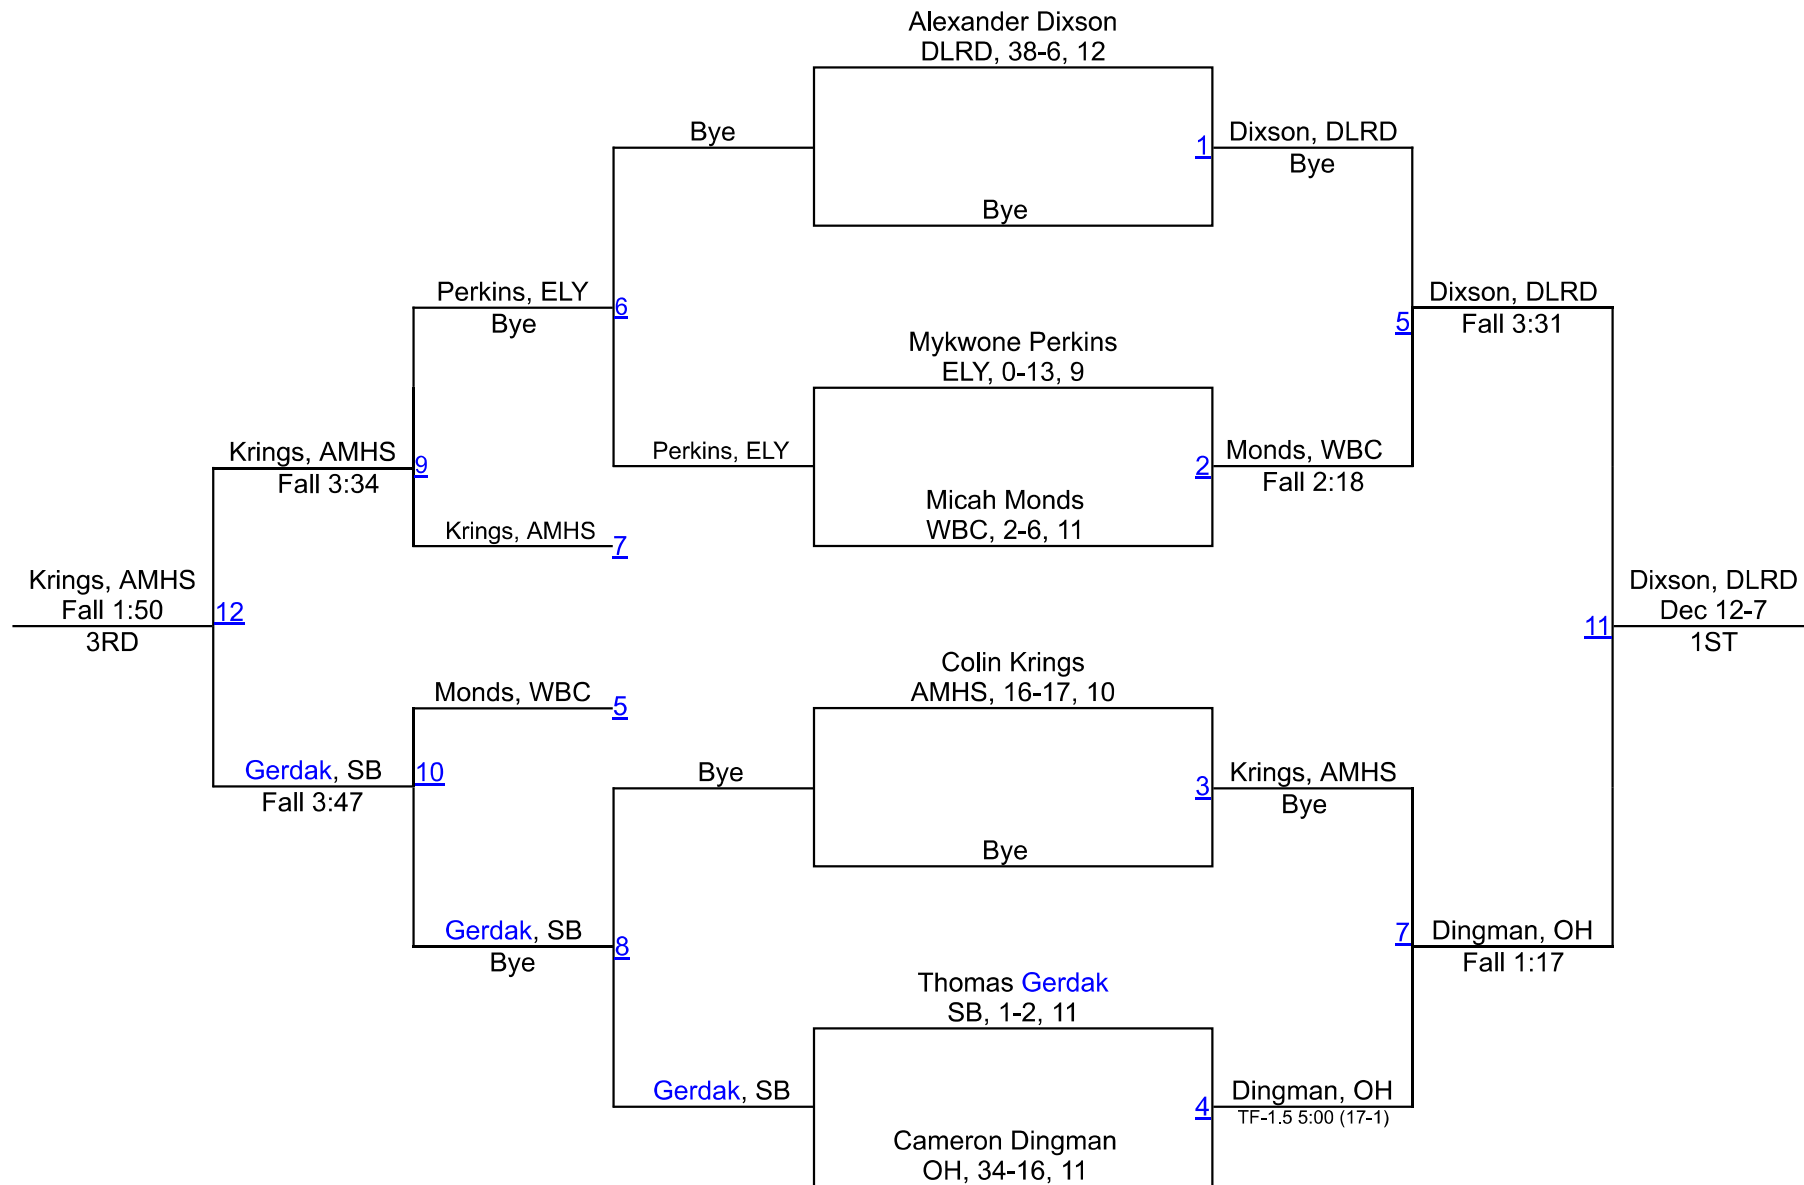 Alexander Dixson
DLRD, 38-6, 12
Bye
1
Dixson, DLRD
Bye
Bye
Perkins, ELY
Bye
6
Mykwone Perkins
ELY, 0-13, 9
5
Dixson, DLRD
Fall 3:31
Krings, AMHS
Fall 3:34
9
Perkins, ELY
2
Monds, WBC
Fall 2:18
Micah Monds
WBC, 2-6, 11
Krings, AMHS
7
Krings, AMHS
Fall 1:50
3RD
12
11
Dixson, DLRD
Dec 12-7
1ST
Colin Krings
AMHS, 16-17, 10
Monds, WBC
5
Gerdak, SB
Fall 3:47
10
Bye
3
Krings, AMHS
Bye
Bye
Gerdak, SB
Bye
8
7
Dingman, OH
Fall 1:17
Thomas Gerdak
SB, 1-2, 11
Gerdak, SB
4
Dingman, OH
TF-1.5 5:00 (17-1)
Cameron Dingman
OH, 34-16, 11